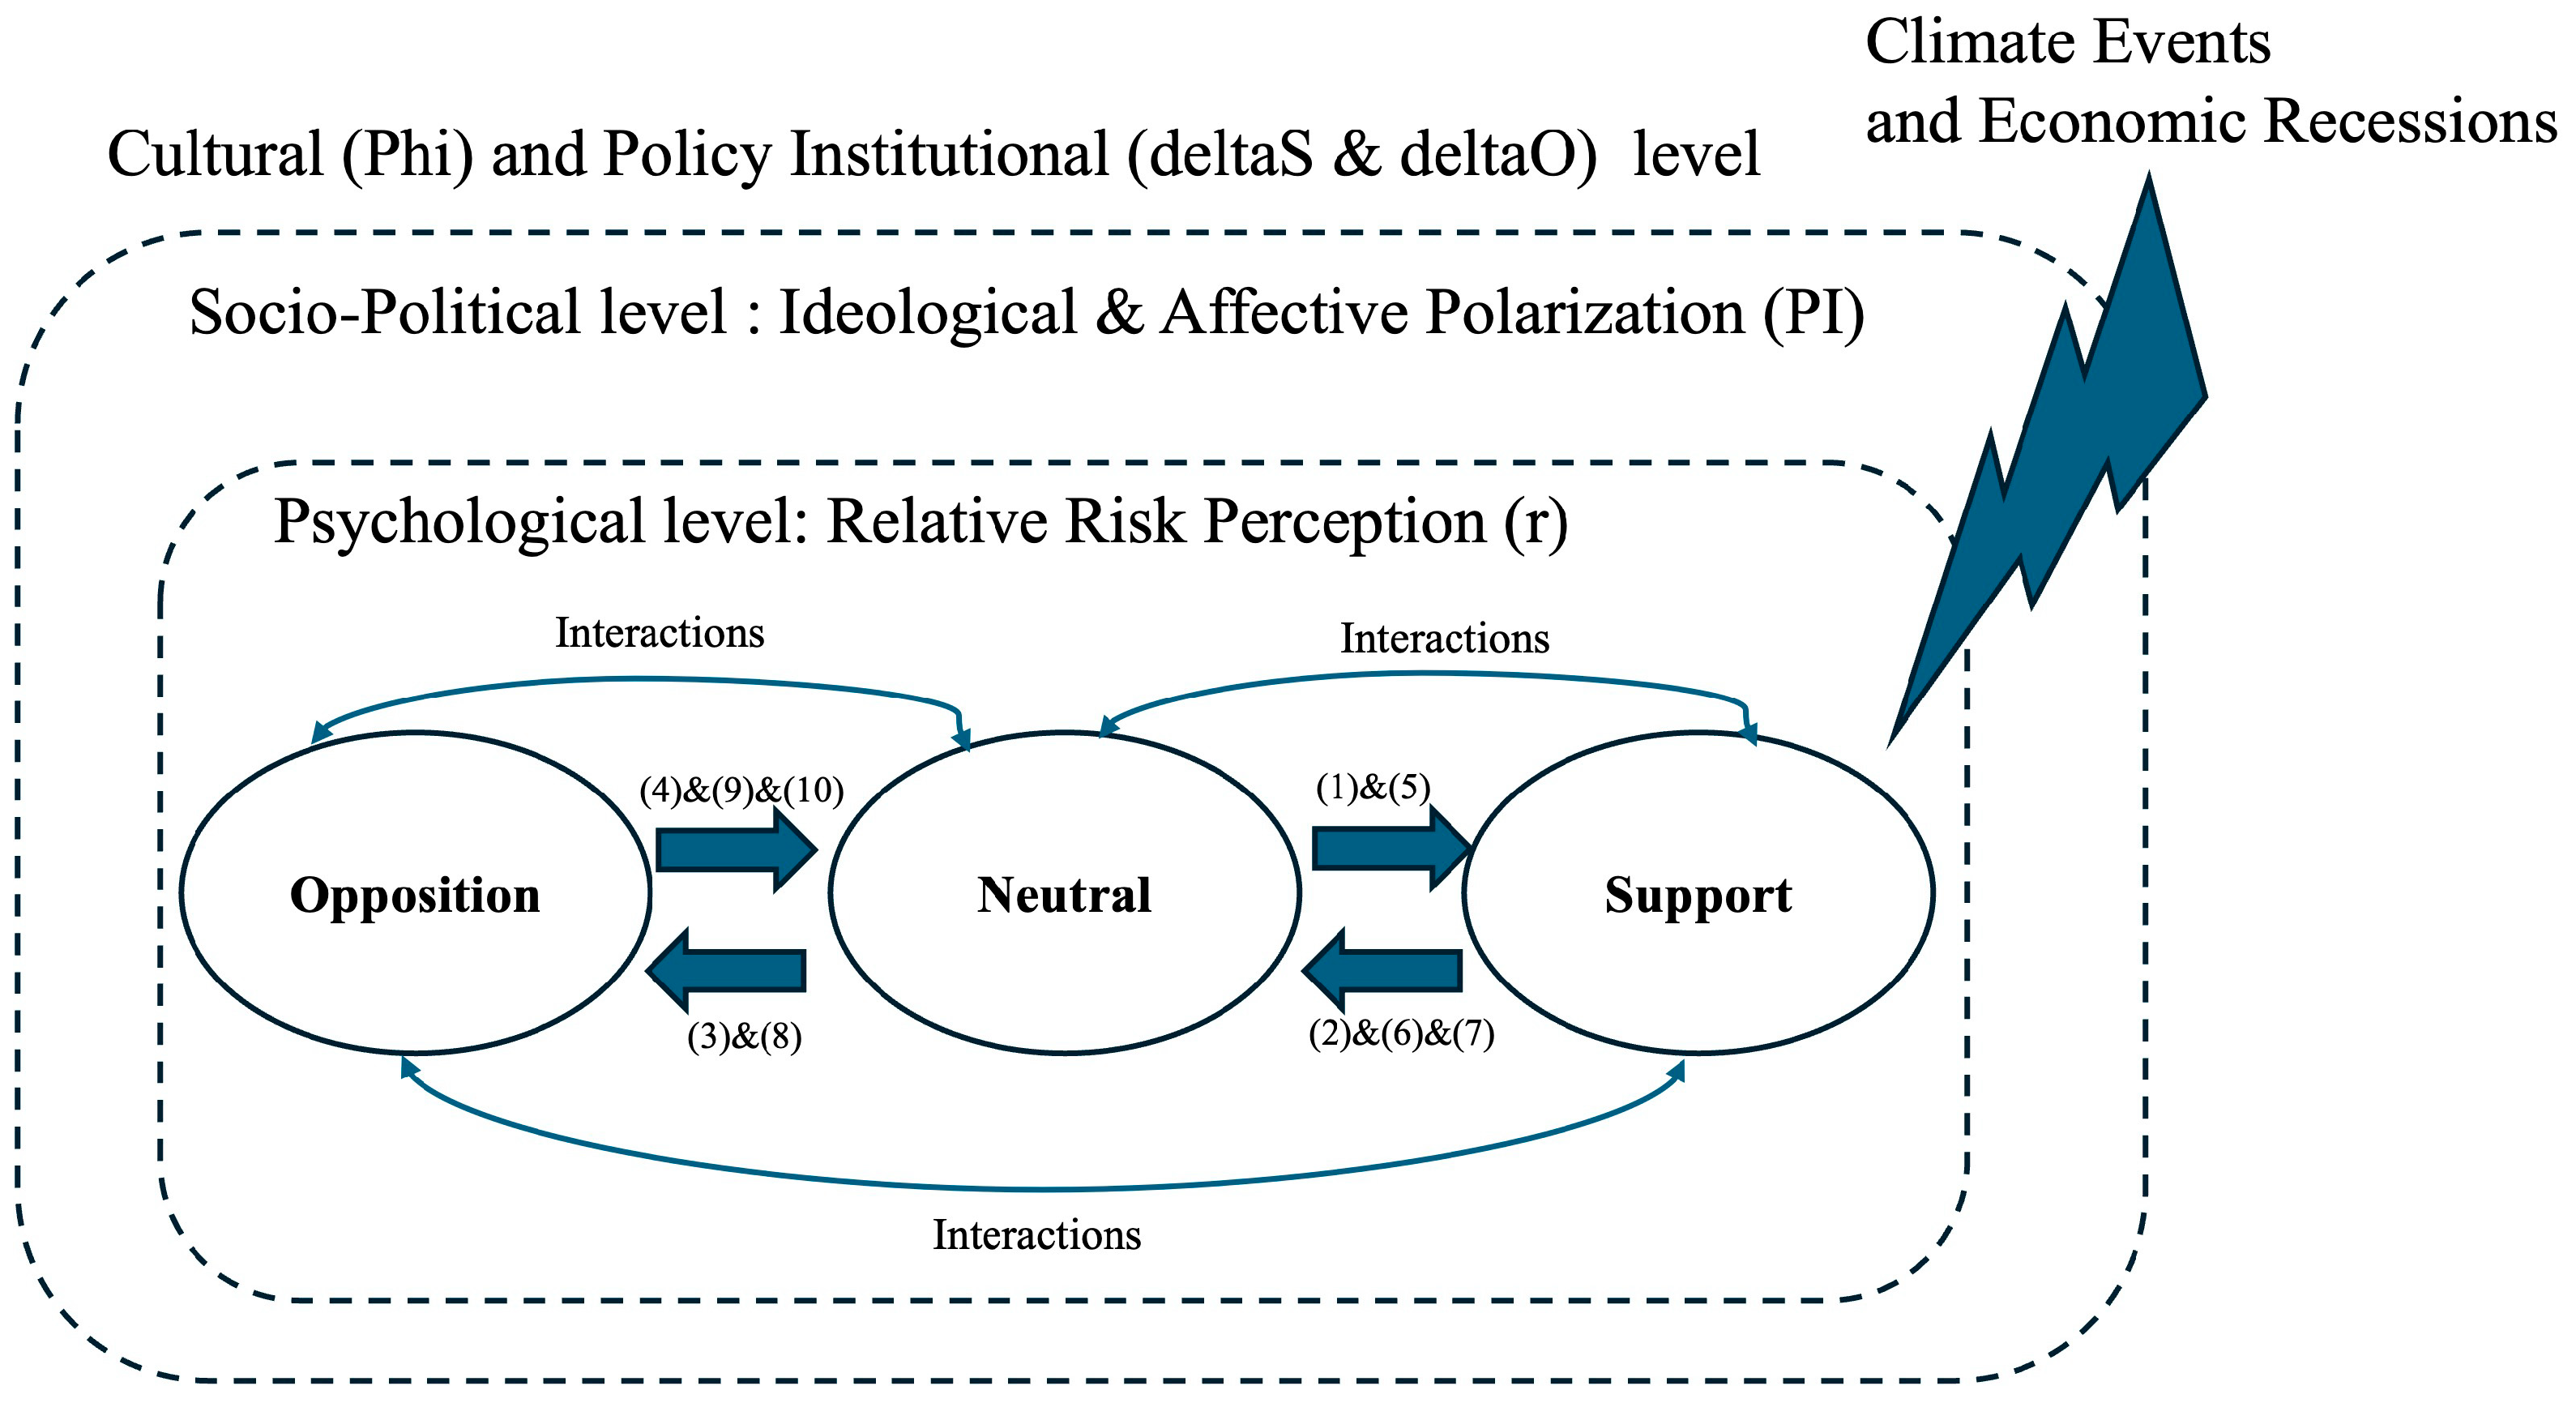 Climate Events
and Economic Recessions
Cultural (Phi) and Policy Institutional (deltaS & deltaO) level
Socio-Political level : Ideological & Affective Polarization (PI)
Psychological level: Relative Risk Perception (r)
Interactions
Interactions
(4)&(9)&(10)
(1)&(5)
Opposition
Neutral
Support
(3)&(8)
(2)&(6)&(7)
Interactions